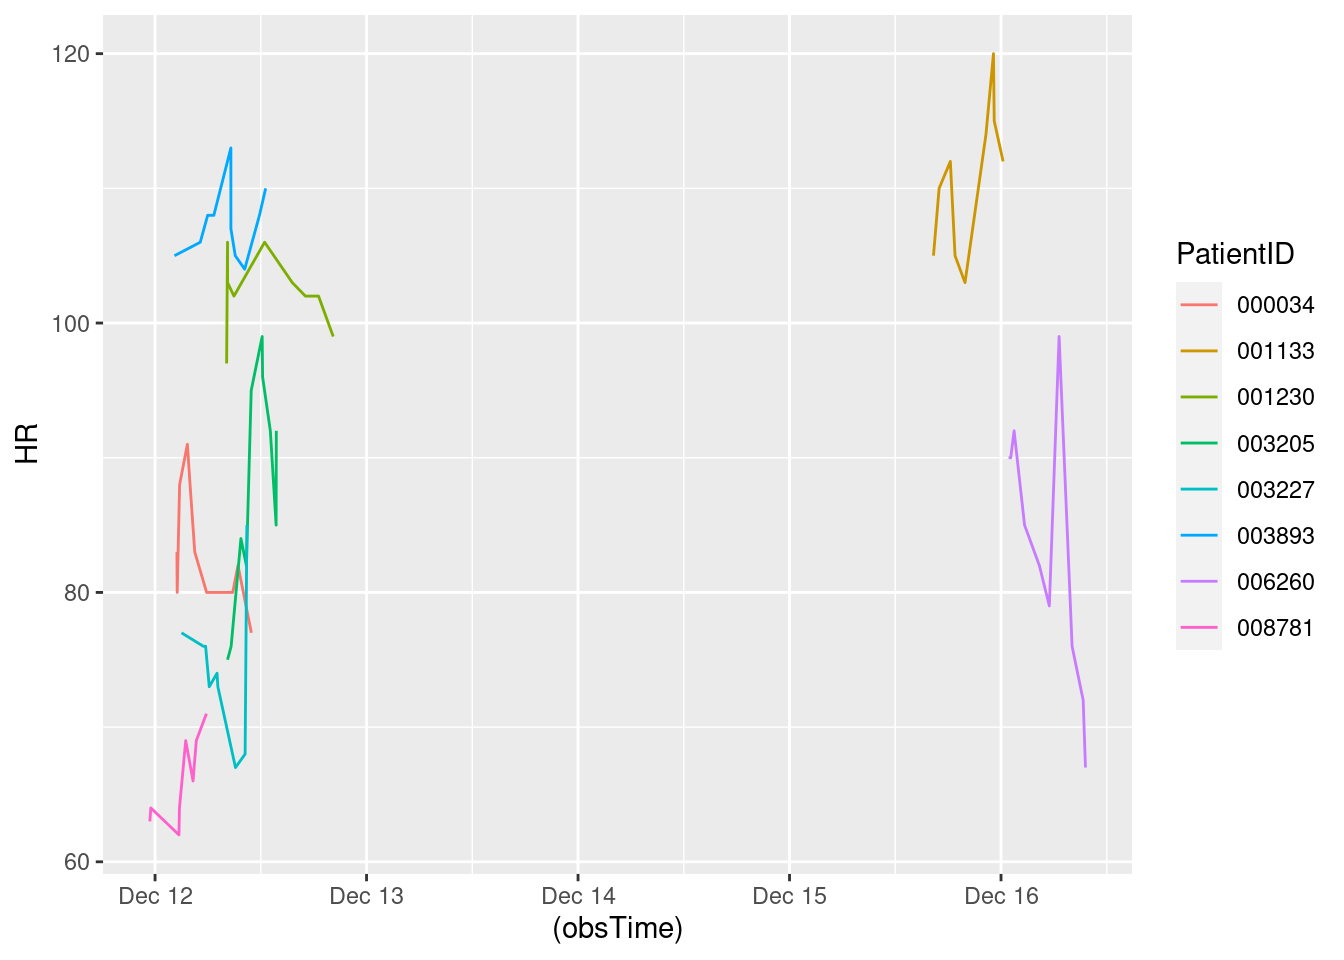 120
100
80
60
HR
Dec 12
Dec 13
Dec 14
Dec 15
Dec 16
(obsTime)
PatientID
000034
001133
001230
003205
003227
003893
006260
008781